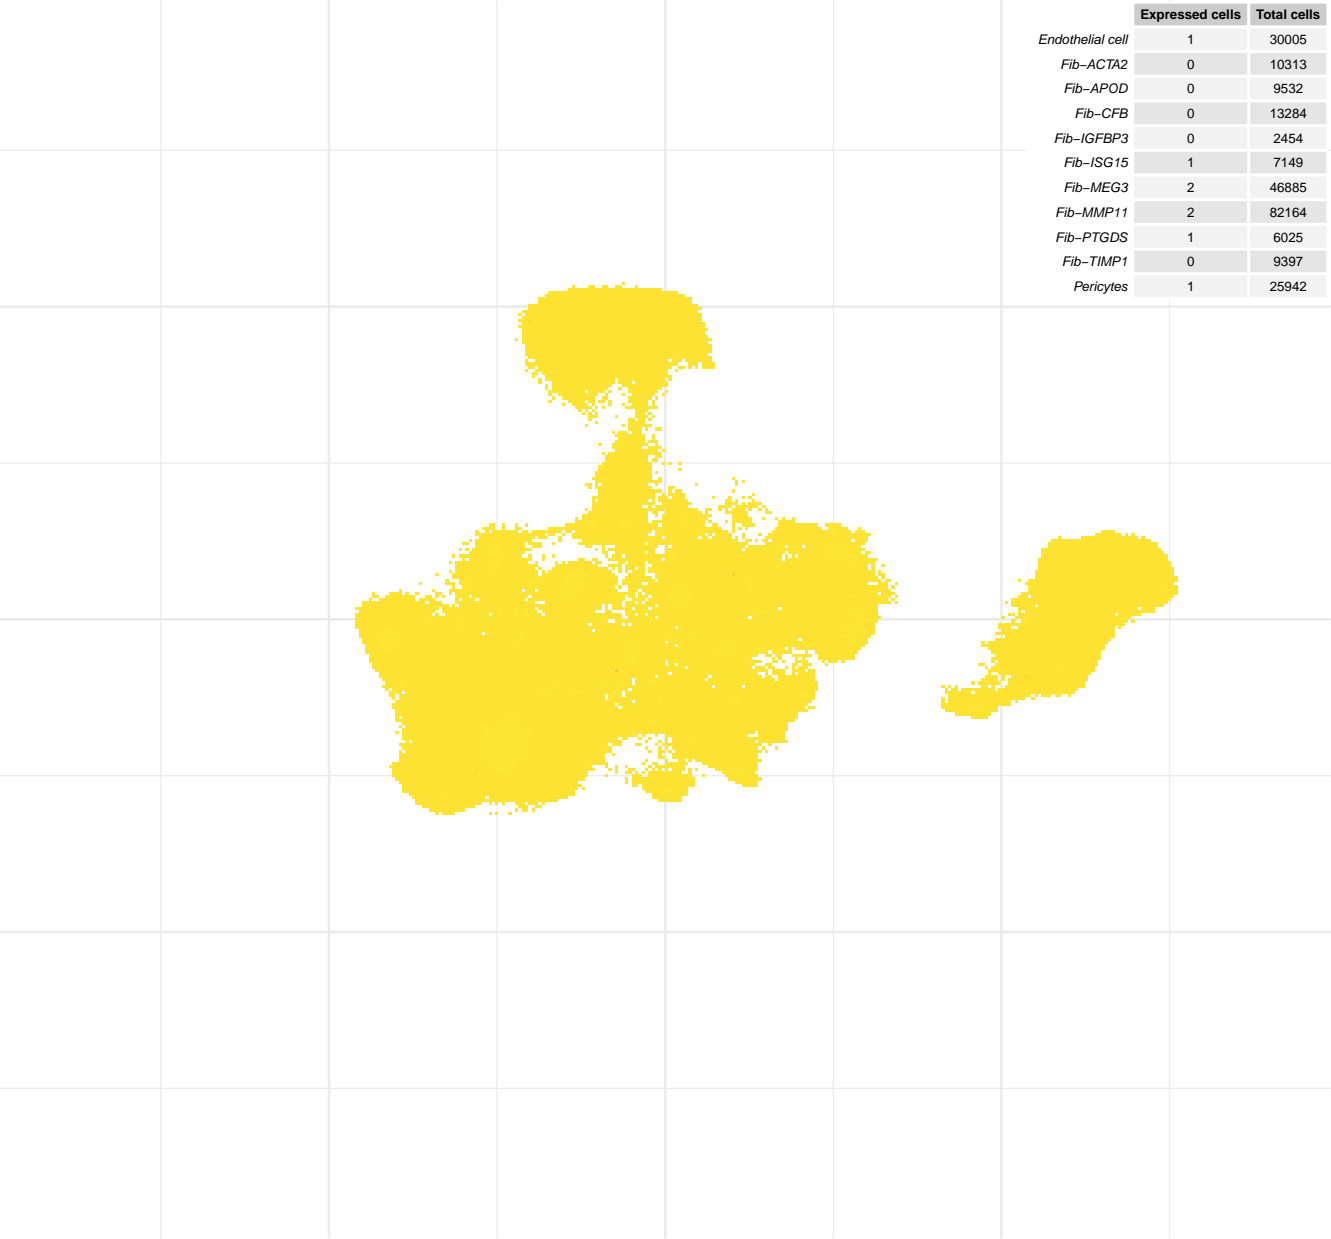 Expressed cells Total cells
Endothelial cell 1 30005
Fib−ACTA2 0 10313
Fib−APOD 0 9532
Fib−CFB 0 13284
Fib−IGFBP3 0 2454
Fib−ISG15 1 7149
Fib−MEG3 2 46885
Fib−MMP11 2 82164
Fib−PTGDS 1 6025
Fib−TIMP1 0 9397
Pericytes 1 25942